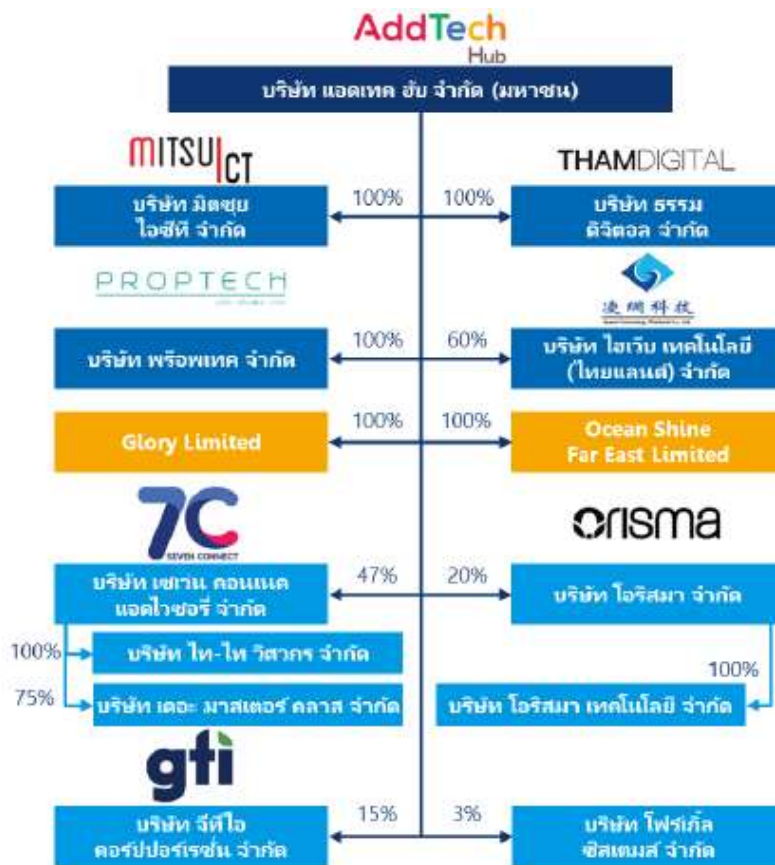 AddTech
Hub
บริษัท แอดเทค ฮับ จำกัด (มหาชน)
MITSUICT
THAMDIGITAL
บริษัท มิตซุย
ไอซีที จำกัด
100%
100%
บริษัท ธรรม
ดิจิตอล จำกัด
PROPTECH
凌網科技
บริษัท พร็อพเทค จำกัด
100%
60%
บริษัท ไฮเว็บ เทคโนโลยี
(ไทยแลนด์) จำกัด
Glory Limited
100%
100%
Ocean Shine
Far East Limited
7C
SEVEN CONNECT
orisma
บริษัท เซเวน คอนเนค
แอดไวซอรี่ จำกัด
47%
20%
บริษัท โอริสมา จำกัด
100%
บริษัท ไท-ไท วิศวกร จำกัด
100%
75%
บริษัท เดอะ มาสเตอร์ คลาส จำกัด
บริษัท โอริสมา เทคโนโลยี จำกัด
gti
บริษัท จีทีไอ
คอร์ปปอร์เรชั่น จำกัด
15%
3%
บริษัท โฟร์เกิ้ล
ซิสเตมส์ จำกัด